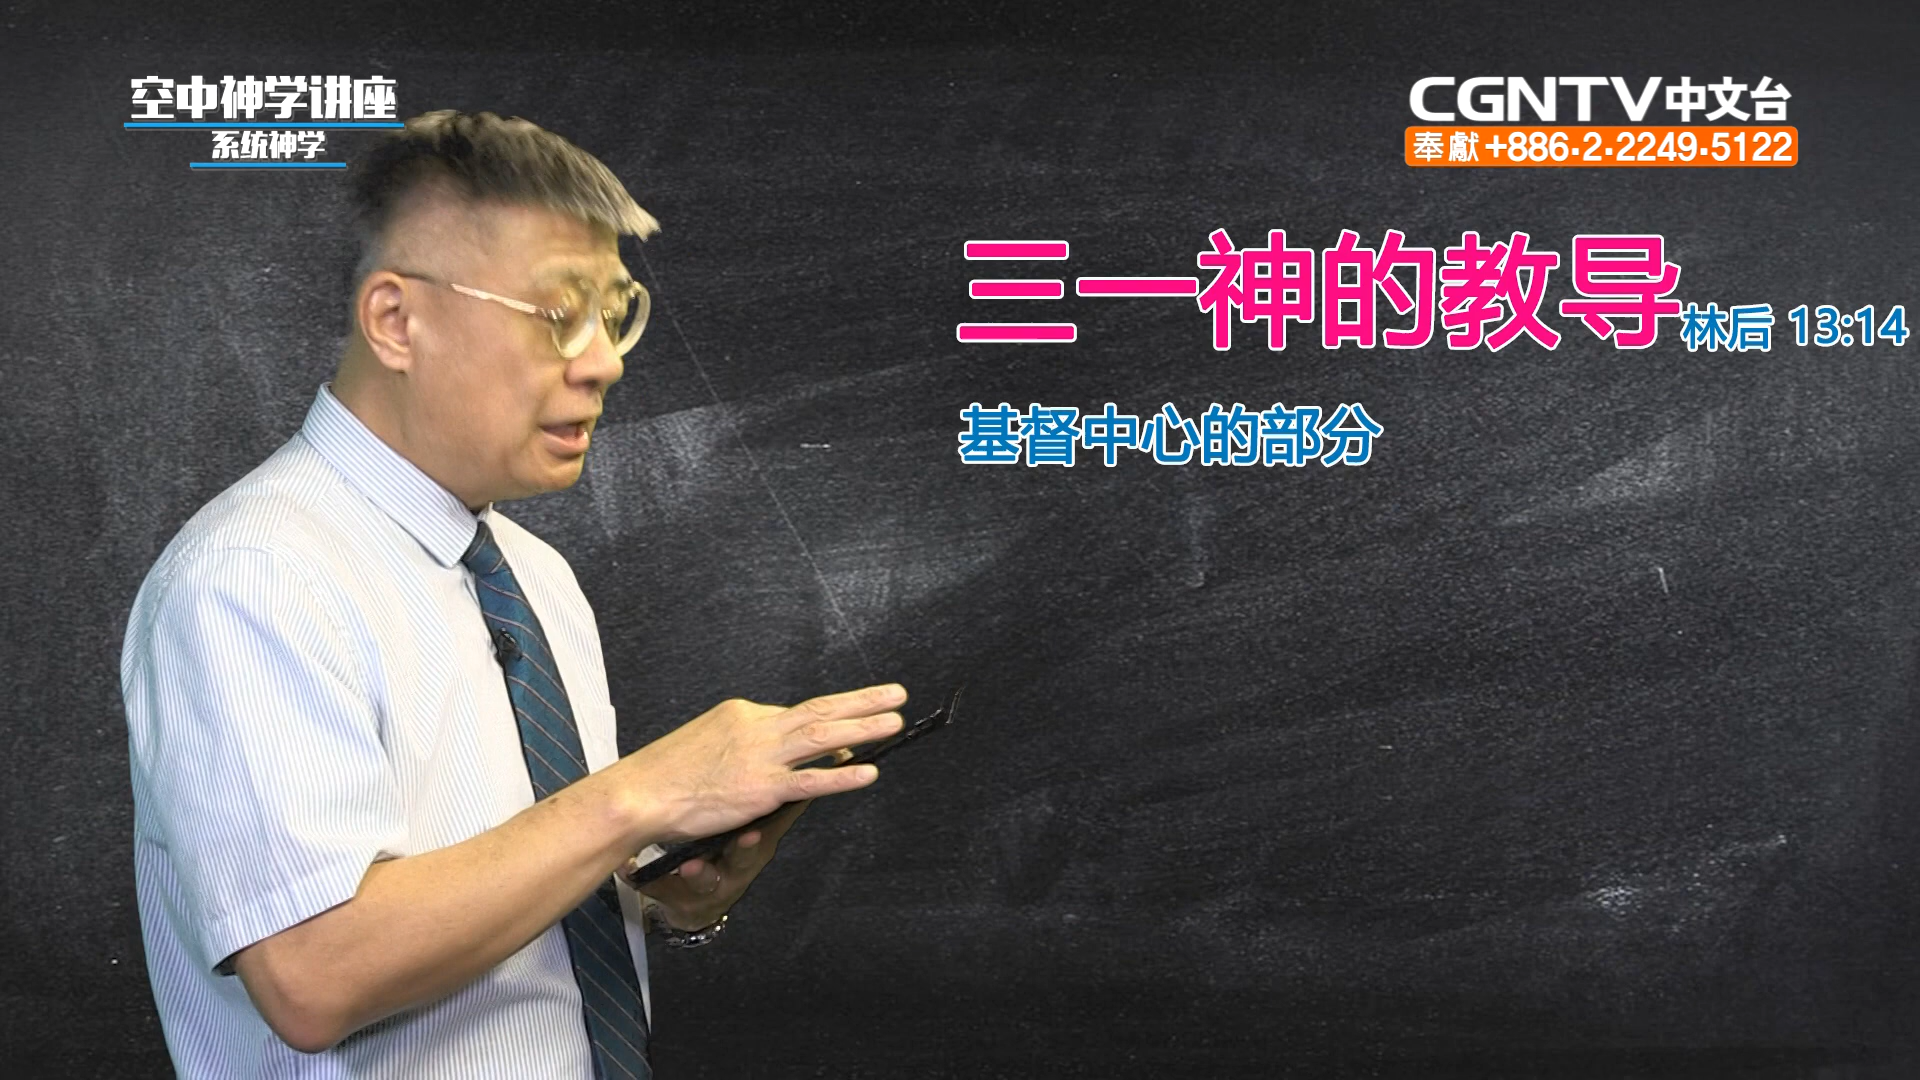 空中神学讲座
系统神学
CGNTV中文台
奉獻 +886·2·2249·5122
三一神的教导 林后 13:14
基督中心的部分